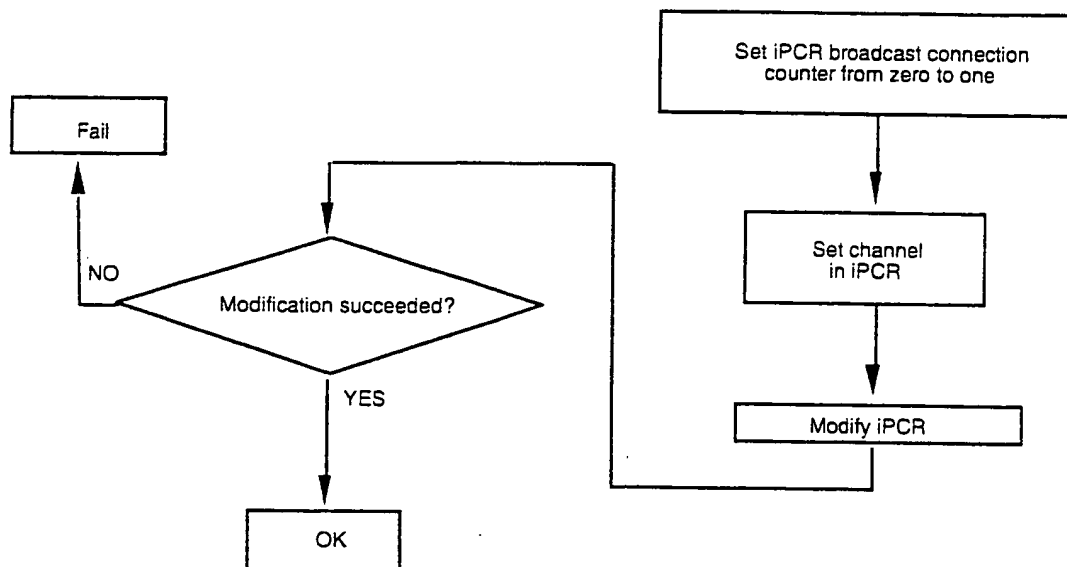 Set iPCR broadcast connection
counter from zero to one
Fail
Set channel
in iPCR
NO
Modification succeeded?
YES
Modify iPCR
OK